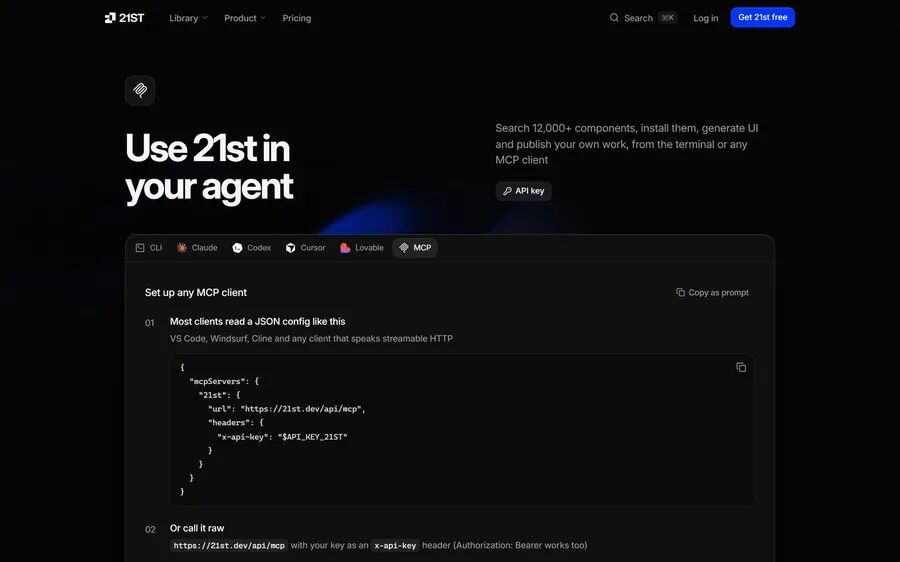 21ST
Library
Product
Pricing
Search
⌘K
Log in
Get 21st free
Use 21st in
your agent
Search 12,000+ components, install them, generate UI
and publish your own work, from the terminal or any
MCP client
API key
CLI
Claude
Codex
Cursor
Lovable
MCP
Set up any MCP client
Copy as prompt
01
Most clients read a JSON config like this
VS Code, Windsurf, Cline and any client that speaks streamable HTTP
{
"mcpServers": {
"21st": {
"url": "https://21st.dev/api/mcp",
"headers": {
"x-api-key": "$API_KEY_21ST"
}
}
}
}
02
Or call it raw
https://21st.dev/api/mcp with your key as an x-api-key header (Authorization: Bearer works too)